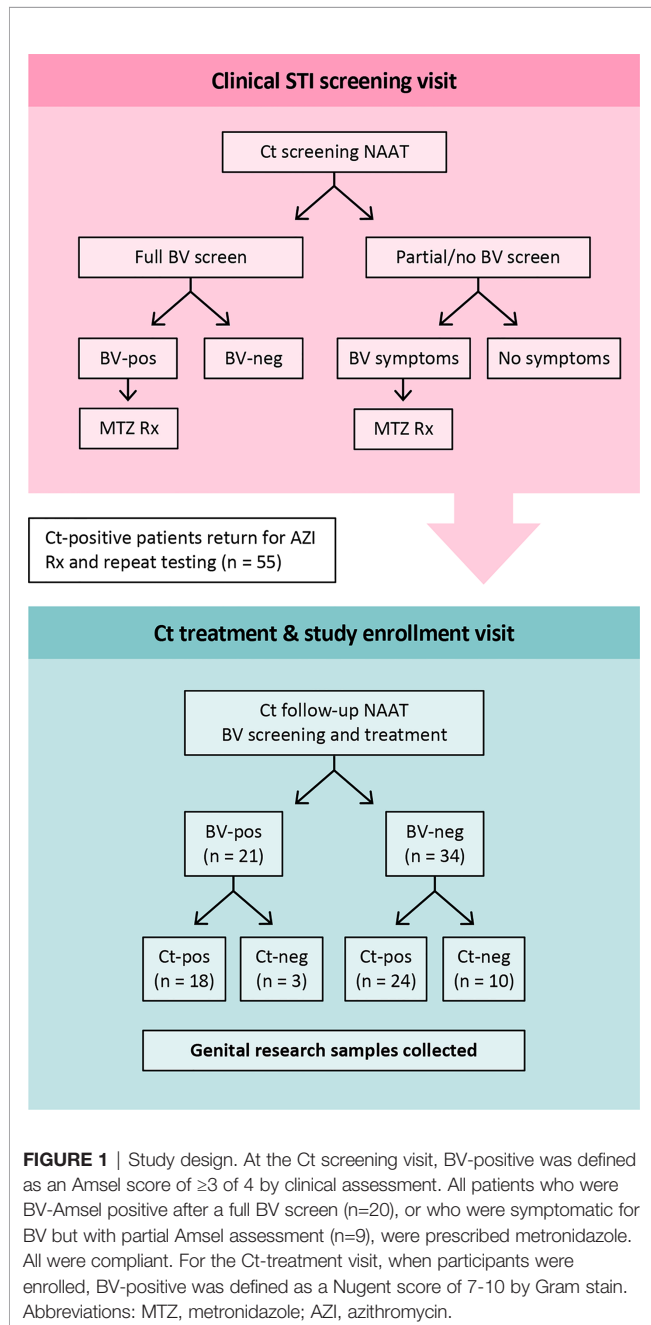 Clinical STI screening visit
Ct screening NAAT
Full BV screen
Partial/no BV screen
BV-pos
BV-neg
BV symptoms
No symptoms
MTZ Rx
MTZ Rx
Ct-positive patients return for AZI
Rx and repeat testing (n = 55)
Ct treatment & study enrollment visit
Ct follow-up NAAT
BV screening and treatment
BV-pos
(n = 21)
BV-neg
(n = 34)
Ct-pos
(n = 18)
Ct-neg
(n = 3)
Ct-pos
(n = 24)
Ct-neg
(n = 10)
Genital research samples collected
FIGURE 1 | Study design. At the Ct screening visit, BV-positive was defined
as an Amsel score of ≥3 of 4 by clinical assessment. All patients who were
BV-Amsel positive after a full BV screen (n=20), or who were symptomatic for
BV but with partial Amsel assessment (n=9), were prescribed metronidazole.
All were compliant. For the Ct-treatment visit, when participants were
enrolled, BV-positive was defined as a Nugent score of 7-10 by Gram stain.
Abbreviations: MTZ, metronidazole; AZI, azithromycin.